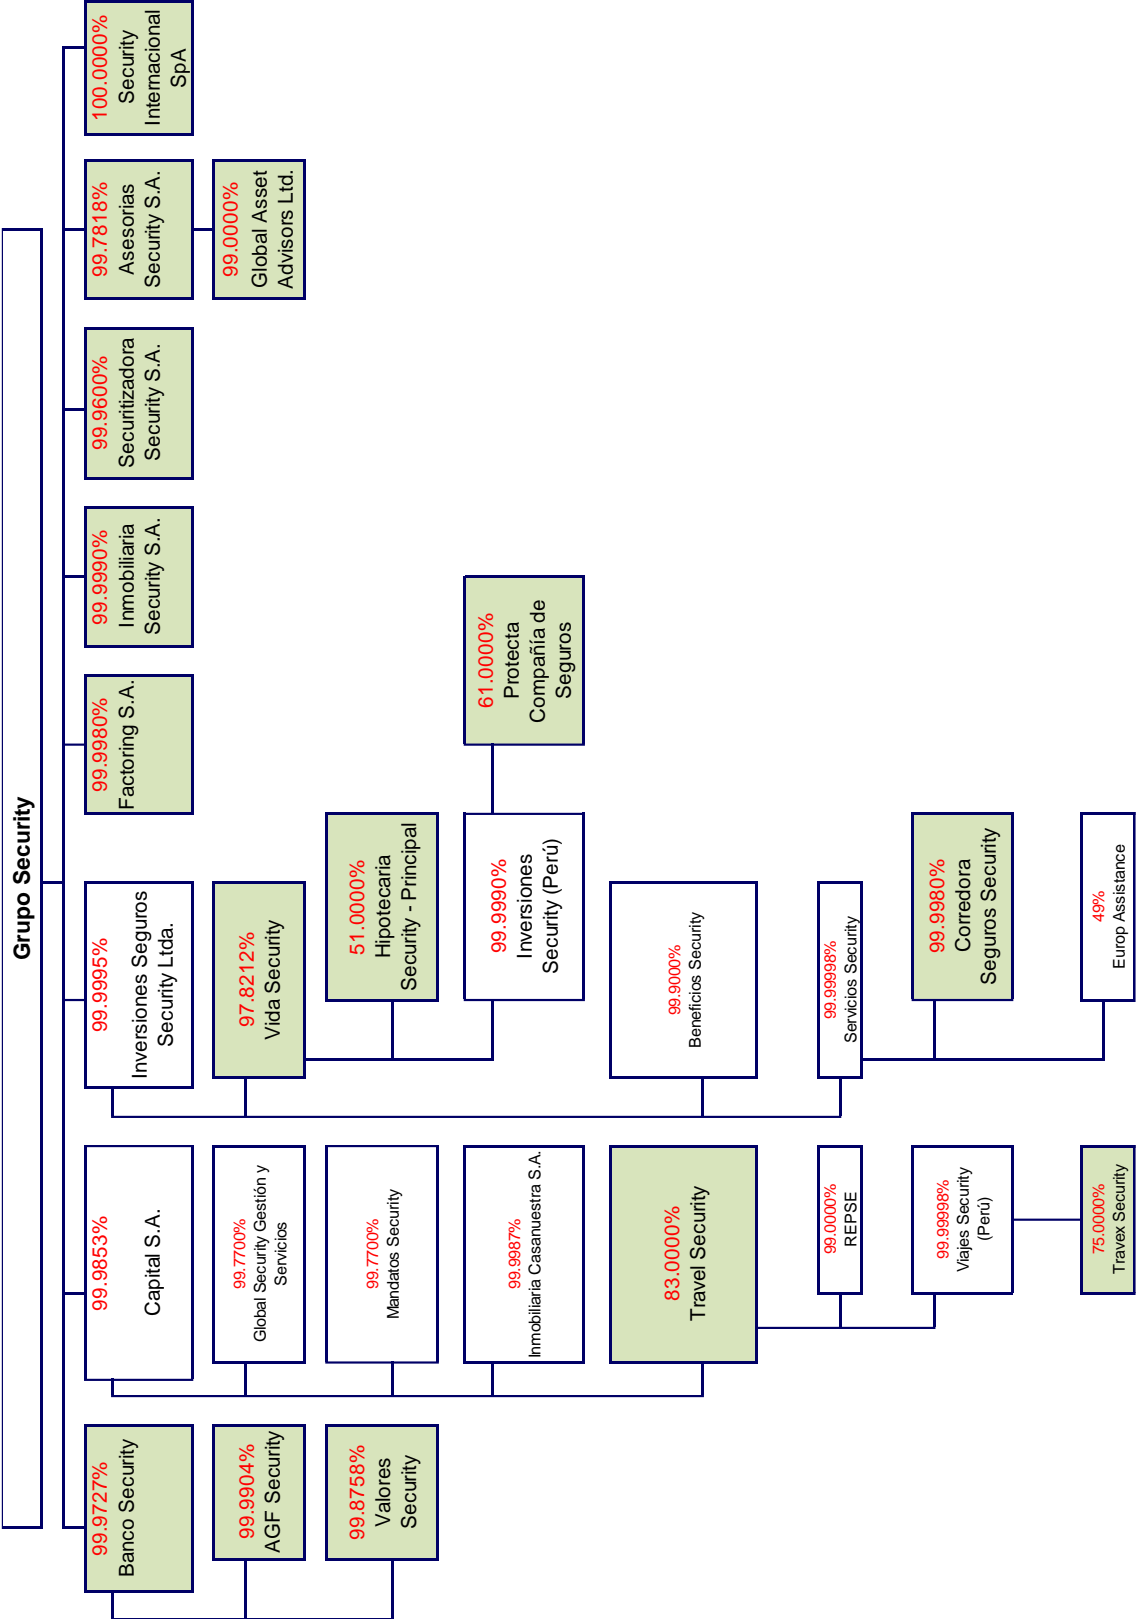 Grupo Security
99.9727%
Banco Security
99.9904%
AGF Security
99.8758%
Valores
Security
99.9853%
Capital S.A.
99.7700%
Global Security Gestión y
Servicios
99.7700%
Mandatos Security
99.9987%
Inmobiliaria Casanuestra S.A.
83.0000%
Travel Security
99.0000%
REPSE
99.99998%
Viajes Security
(Perú)
75.0000%
Travex Security
99.9995%
Inversiones Seguros
Security Ltda.
97.8212%
Vida Security
51.0000%
Hipotecaria
Security - Principal
99.9990%
Inversiones
Security (Perú)
61.0000%
Protecta
Compañía de
Seguros
99.9000%
Beneficios Security
99.99998%
Servicios Security
99.9980%
Corredora
Seguros Security
49%
Europ Assistance
99.9980%
Factoring S.A.
99.9990%
Inmobiliaria
Security S.A.
99.9600%
Securitizadora
Security S.A.
99.7818%
Asesorias
Security S.A.
99.0000%
Global Asset
Advisors Ltd.
100.0000%
Security
Internacional
SpA